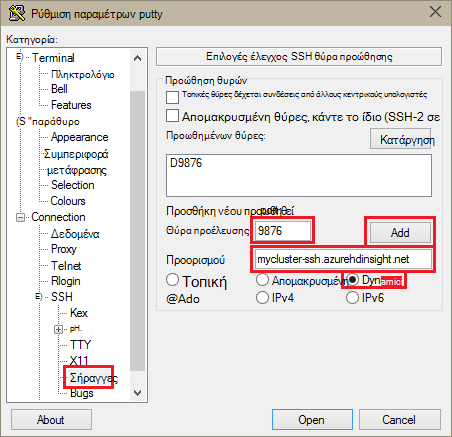 Ρύθμιση παραμέτρων putty
Κατηγορία:
Terminal
Πληκτρολόγιο
Bell
Features
(S "παράθυρο
Appearance
Συμπεριφορά
μετάφρασης
Selection
Colours
Connection
Δεδομένα
Proxy
Telnet
Rlogin
SSH
Kex
pH.
TTY
X11
Σήραγγες
Bugs
Επιλογές έλεγχος SSH θύρα προώθησης
Προώθηση θυρών
Τοπικές θύρες δέχεται συνδέσεις από άλλους κεντρικούς υπολογιστές
Απομακρυσμένη θύρες, κάντε το ίδιο (SSH-2 σε
Προωθημένων θύρες:
Κατάργηση
D9876
Προσθήκη νέου προωθηθεί
Θύρα προέλευσης
9876
Add
Προορισμού
mycluster-ssh.azurehdinsight.net
Τοπική
Απομακρυσμένη
Dynamic
@Ado
IPv4
IPv6
About
Open
Cancel